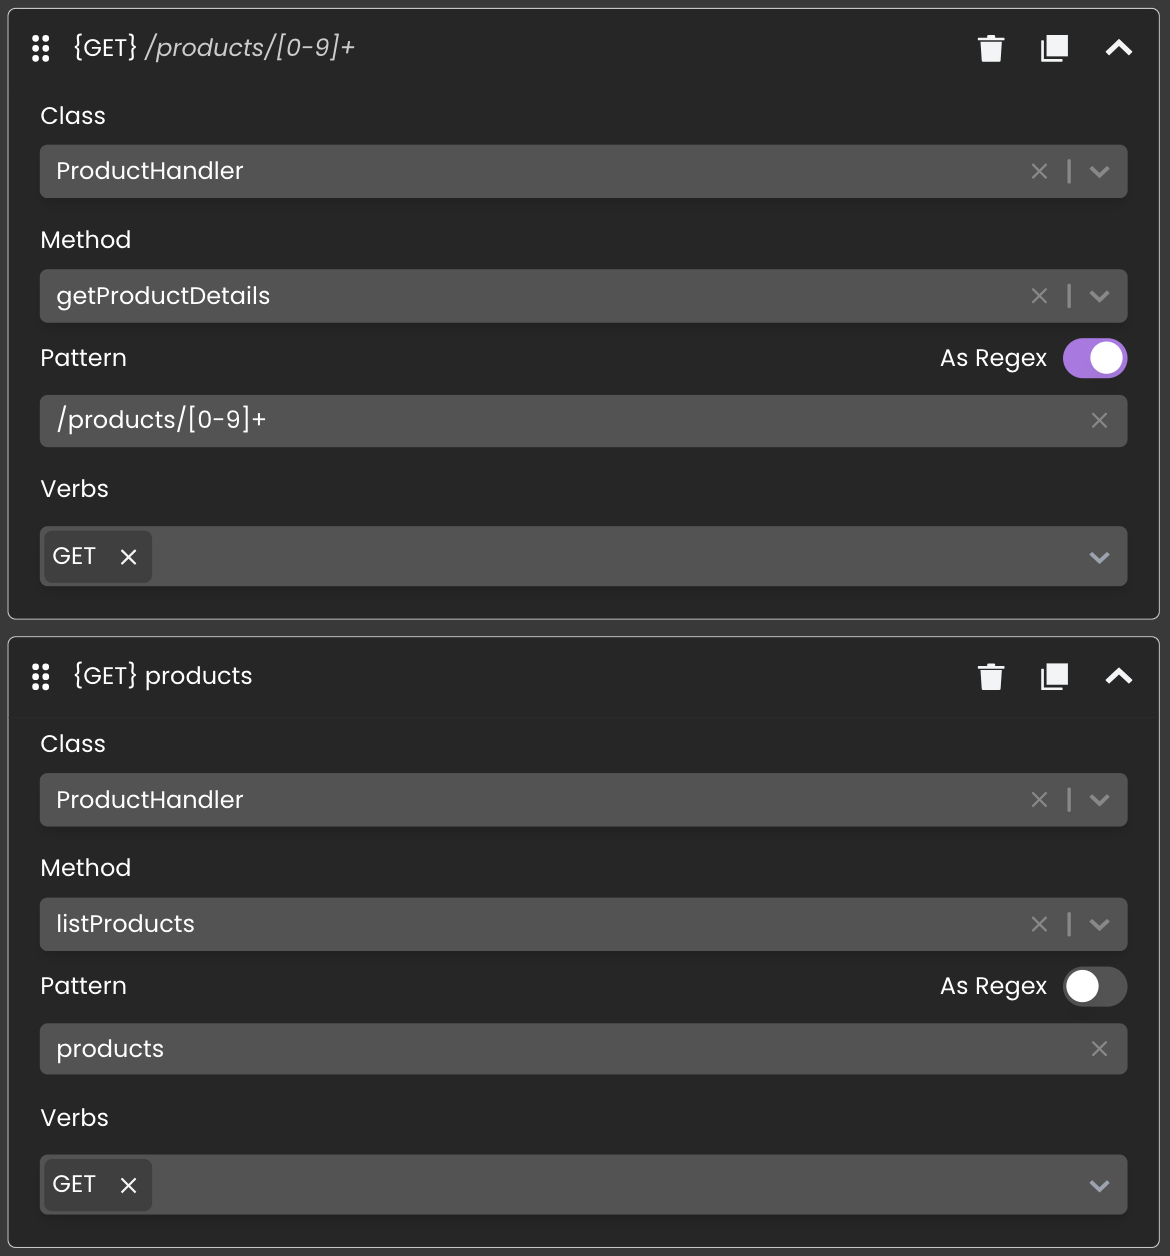 {GET} /products/[0-9]+
Class
ProductHandler
Method
getProductDetails
Pattern As Regex
/products/[0-9]+
Verbs
GET
{GET} products
Class
ProductHandler
Method
listProducts
Pattern As Regex
products
Verbs
GET